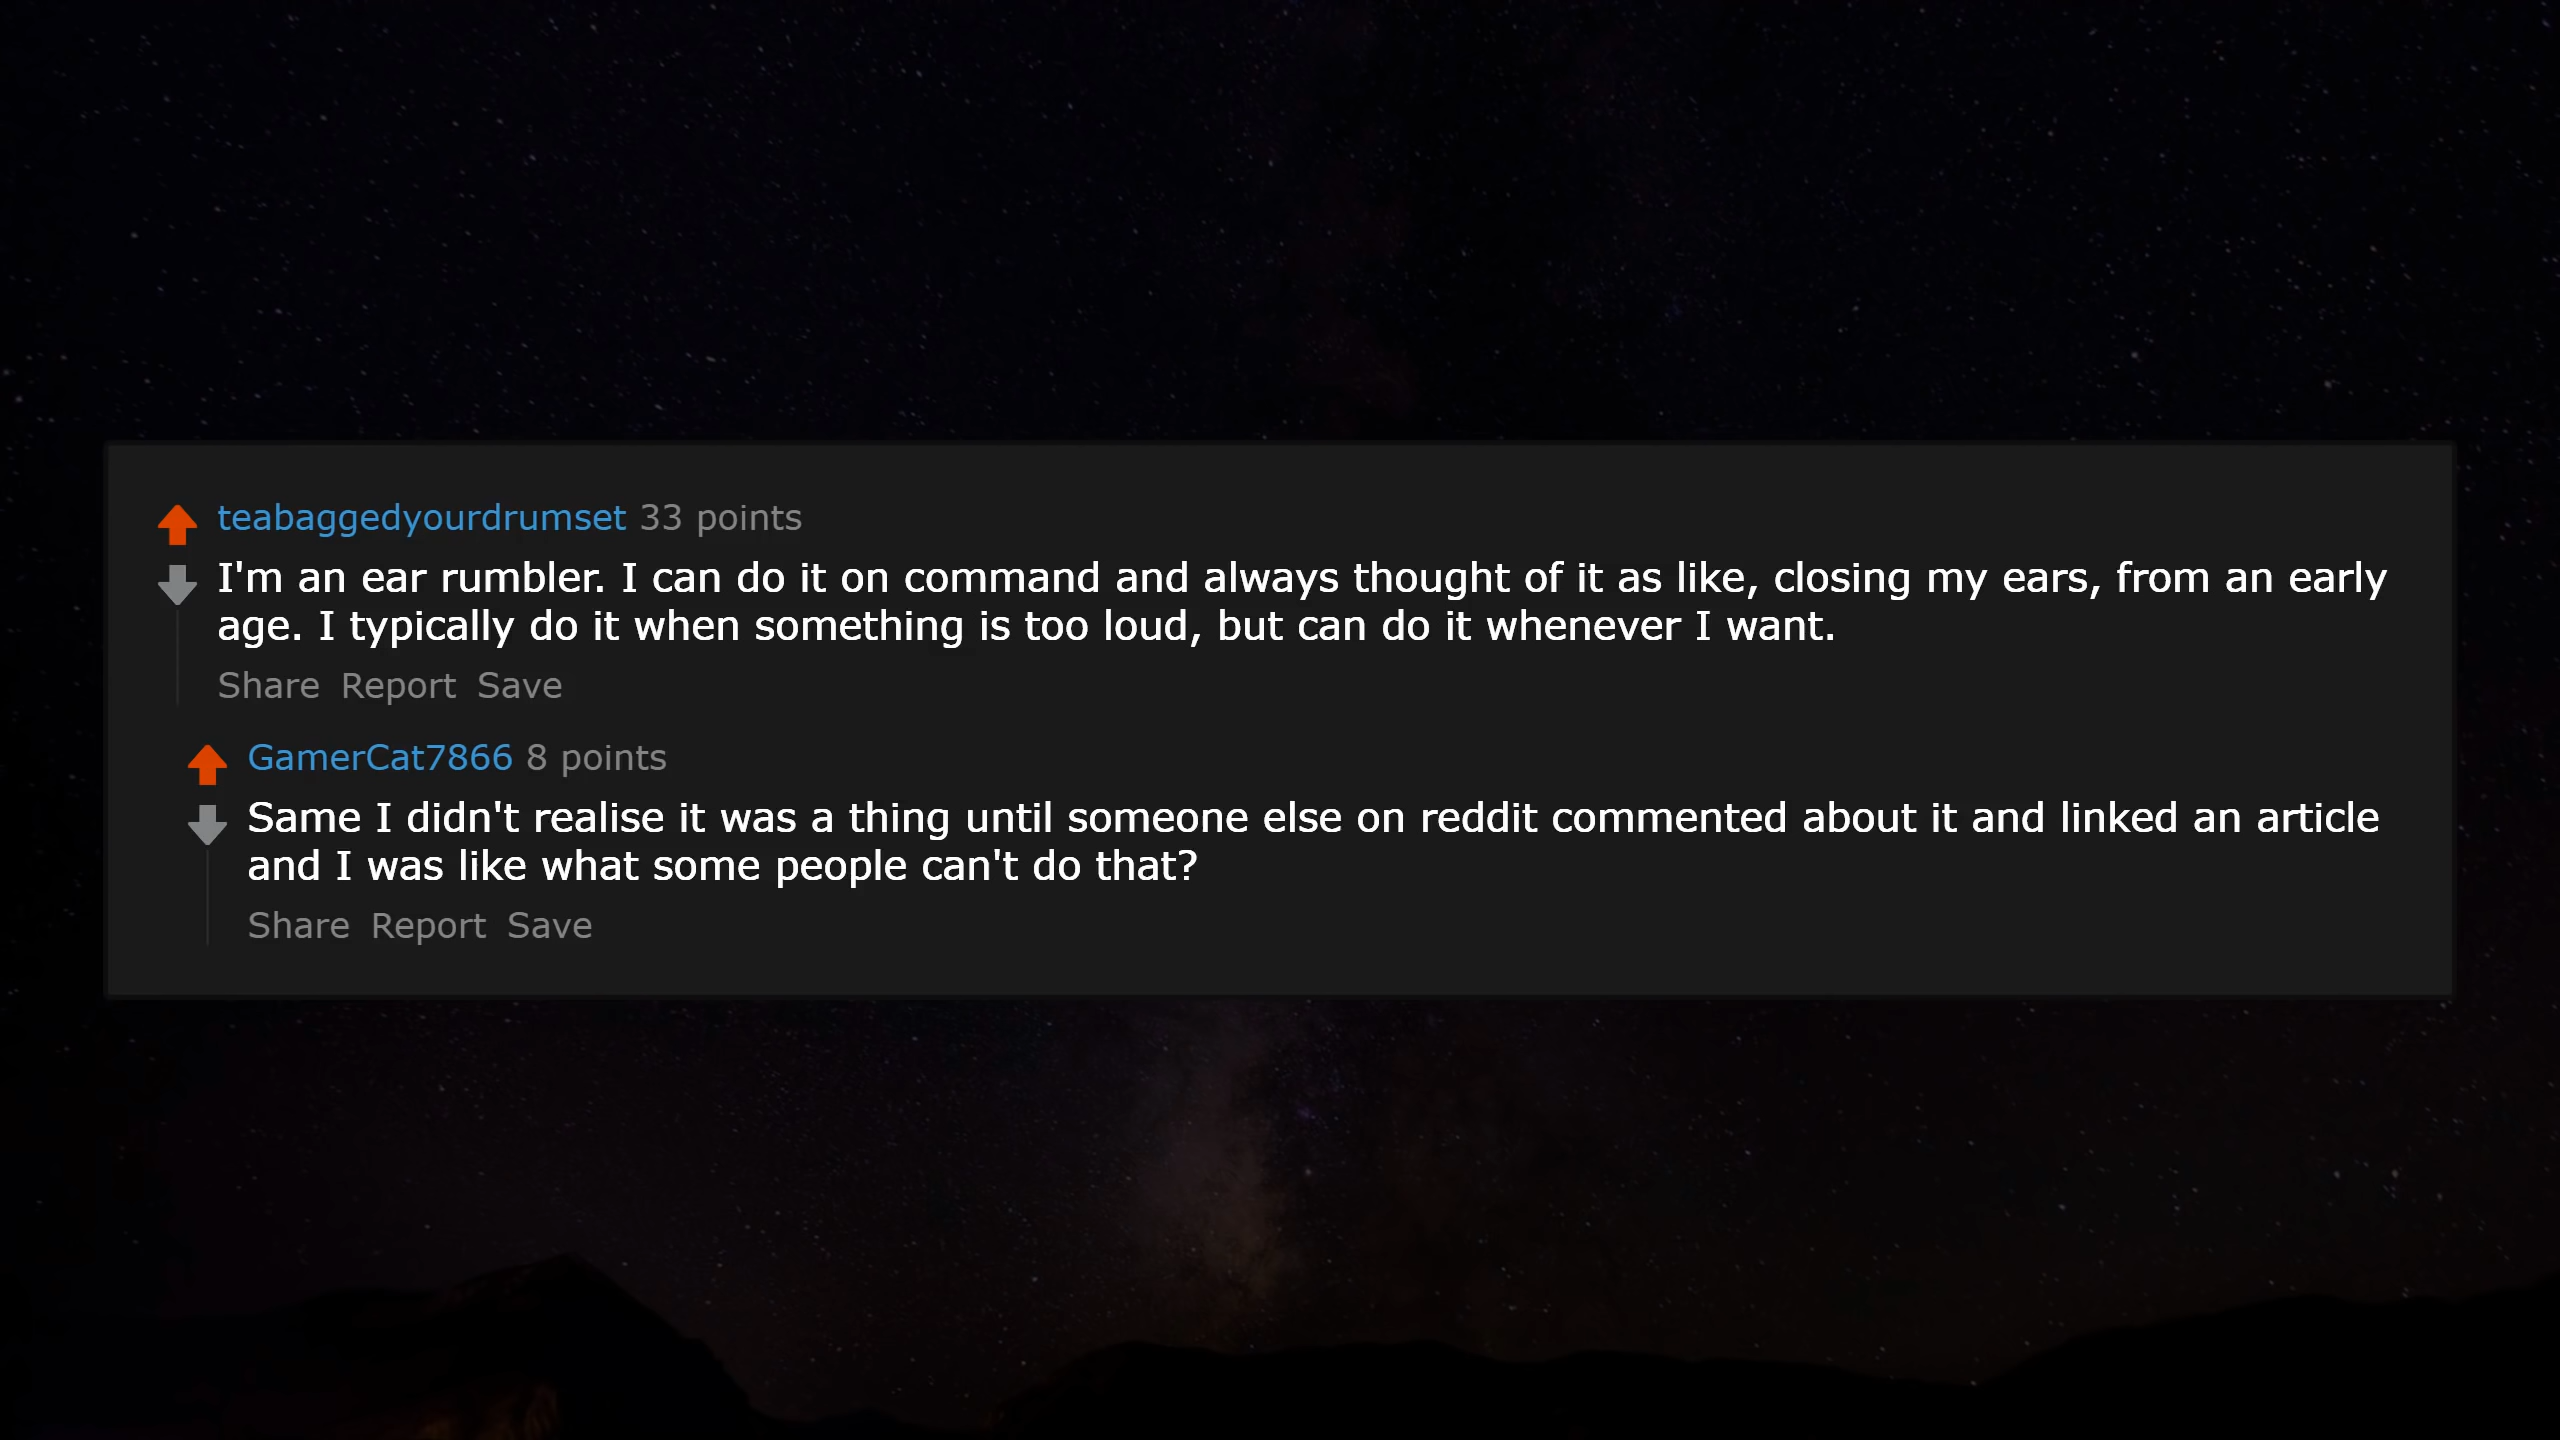 teabaggedyourdrumset 33 points
I'm an ear rumbler. I can do it on command and always thought of it as like, closing my ears, from an early
age. I typically do it when something is too loud, but can do it whenever I want.
Share Report Save
GamerCat7866 8 points
Same I didn't realise it was a thing until someone else on reddit commented about it and linked an article
and I was like what some people can't do that?
Share Report Save